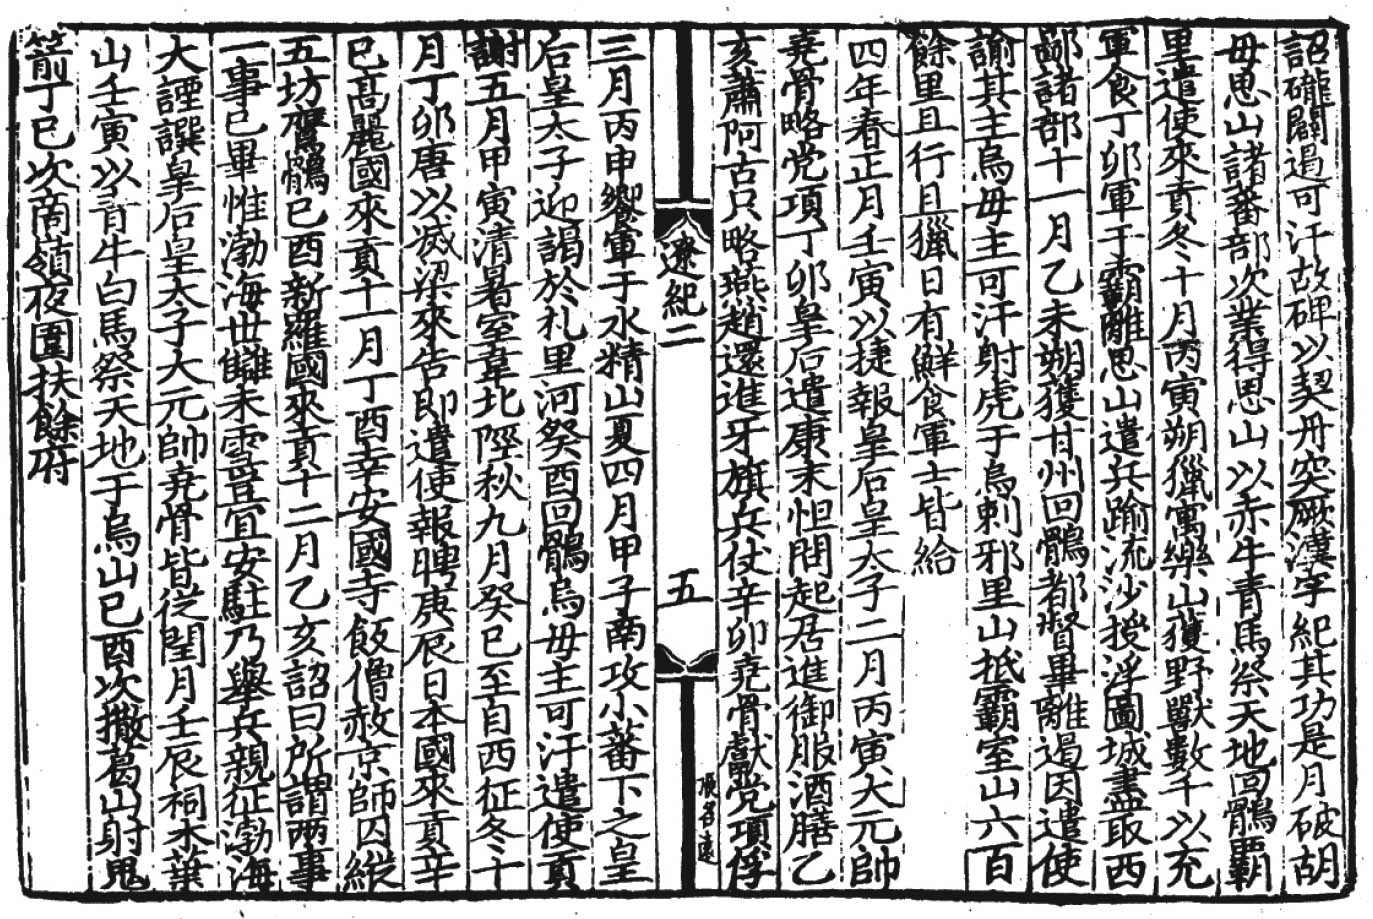 詔礲闢遏可汗故碑以契丹突厥漢字紀其功是月破胡
毋思山諸蕃部次業得思山以赤牛青馬祭天地回鶻覇
里遣使來貢冬十月丙寅朔獵寓樂山獲野獸數千以充
軍食丁卯軍于覇離思山遣兵踰流沙拔浮圖城盡取西
鄙諸部十一月乙未朔獲甘州回鶻都督畢離遏因遣使
諭其主烏毋主可汗射虎于烏剌邪里山抵霸室山六百
餘里且行且獵日有鮮食軍士皆給
四年春正月壬寅以捷報皇后皇太子二月丙寅大元帥
堯骨略党項丁卯皇后遣康末怛問起居進御服酒膳乙
亥蕭阿古只略燕趙還進牙旗兵仗辛卯堯骨獻党項俘
遼紀二
五
三月丙申饗軍于水精山夏四月甲子南攻小蕃下之皇
后皇太子迎謁於札里河癸酉回鶻烏毋主可汗遣使貢
謝五月甲寅清暑室韋北陘秋九月癸巳至自西征冬十
月丁卯唐以滅梁來告即遣使報聘庚辰日本國來貢辛
巳髙麗國來貢十一月丁酉幸安國寺飯僧赦京師囚縱
五坊鷹鶻已酉新羅國來貢十二月乙亥詔曰所謂兩事
一事已畢惟渤海世讎未雪豈宜安駐乃舉兵親征渤海
大諲譔皇后皇太子大元帥堯骨皆從閏月壬辰祠木葉
山壬寅以青牛白馬祭天地于烏山已酉次撒葛山射鬼
箭丁巳次商嶺夜圍扶餘府